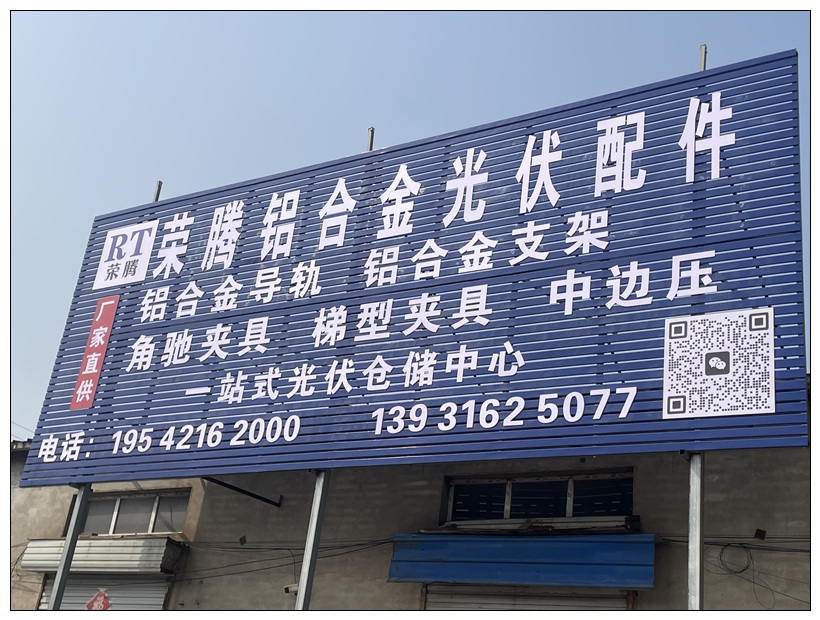 RT
荣腾
荣腾铝合金光伏配件
厂家直供
铝合金导轨 铝合金支架
角驰夹具 梯型夹具 中边压
一站式光伏仓储中心
电话：195 4216 2000 139 3162 5077